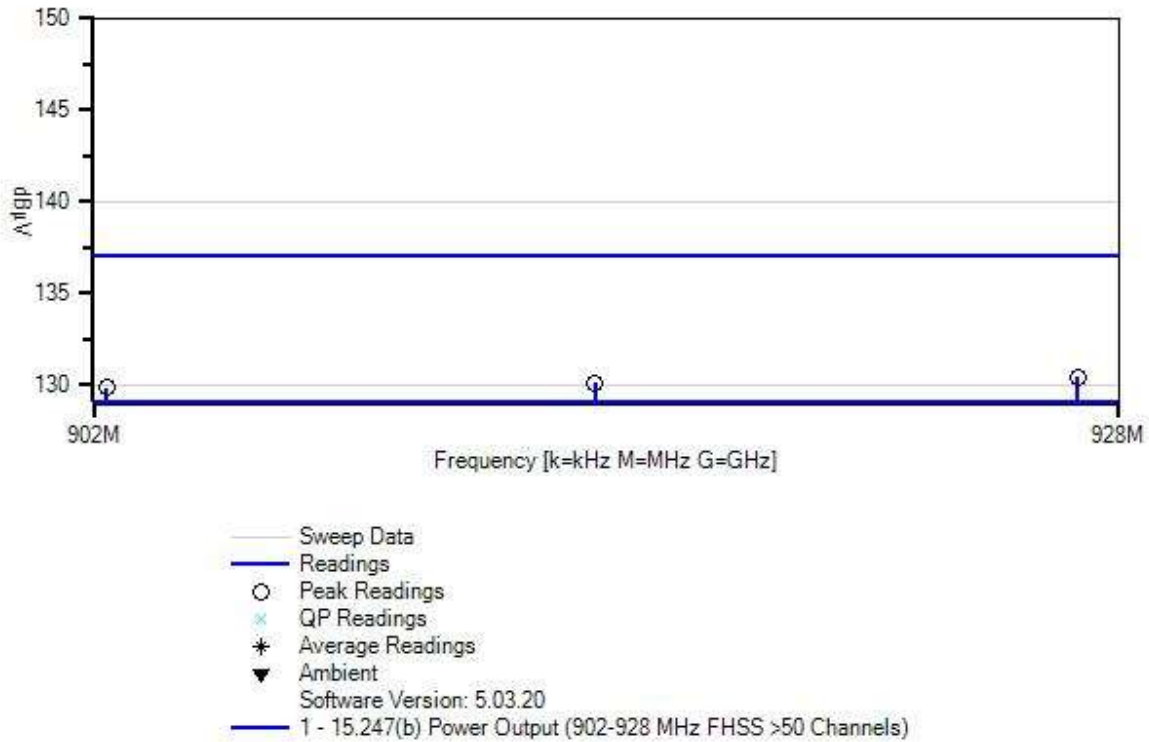 150
145
140
135
130
dBµV
902M
928M
Frequency [k=kHz M=MHz G=GHz]
Sweep Data
Readings
Peak Readings
QP Readings
Average Readings
Ambient
Software Version: 5.03.20
1 - 15.247(b) Power Output (902-928 MHz FHSS >50 Channels)